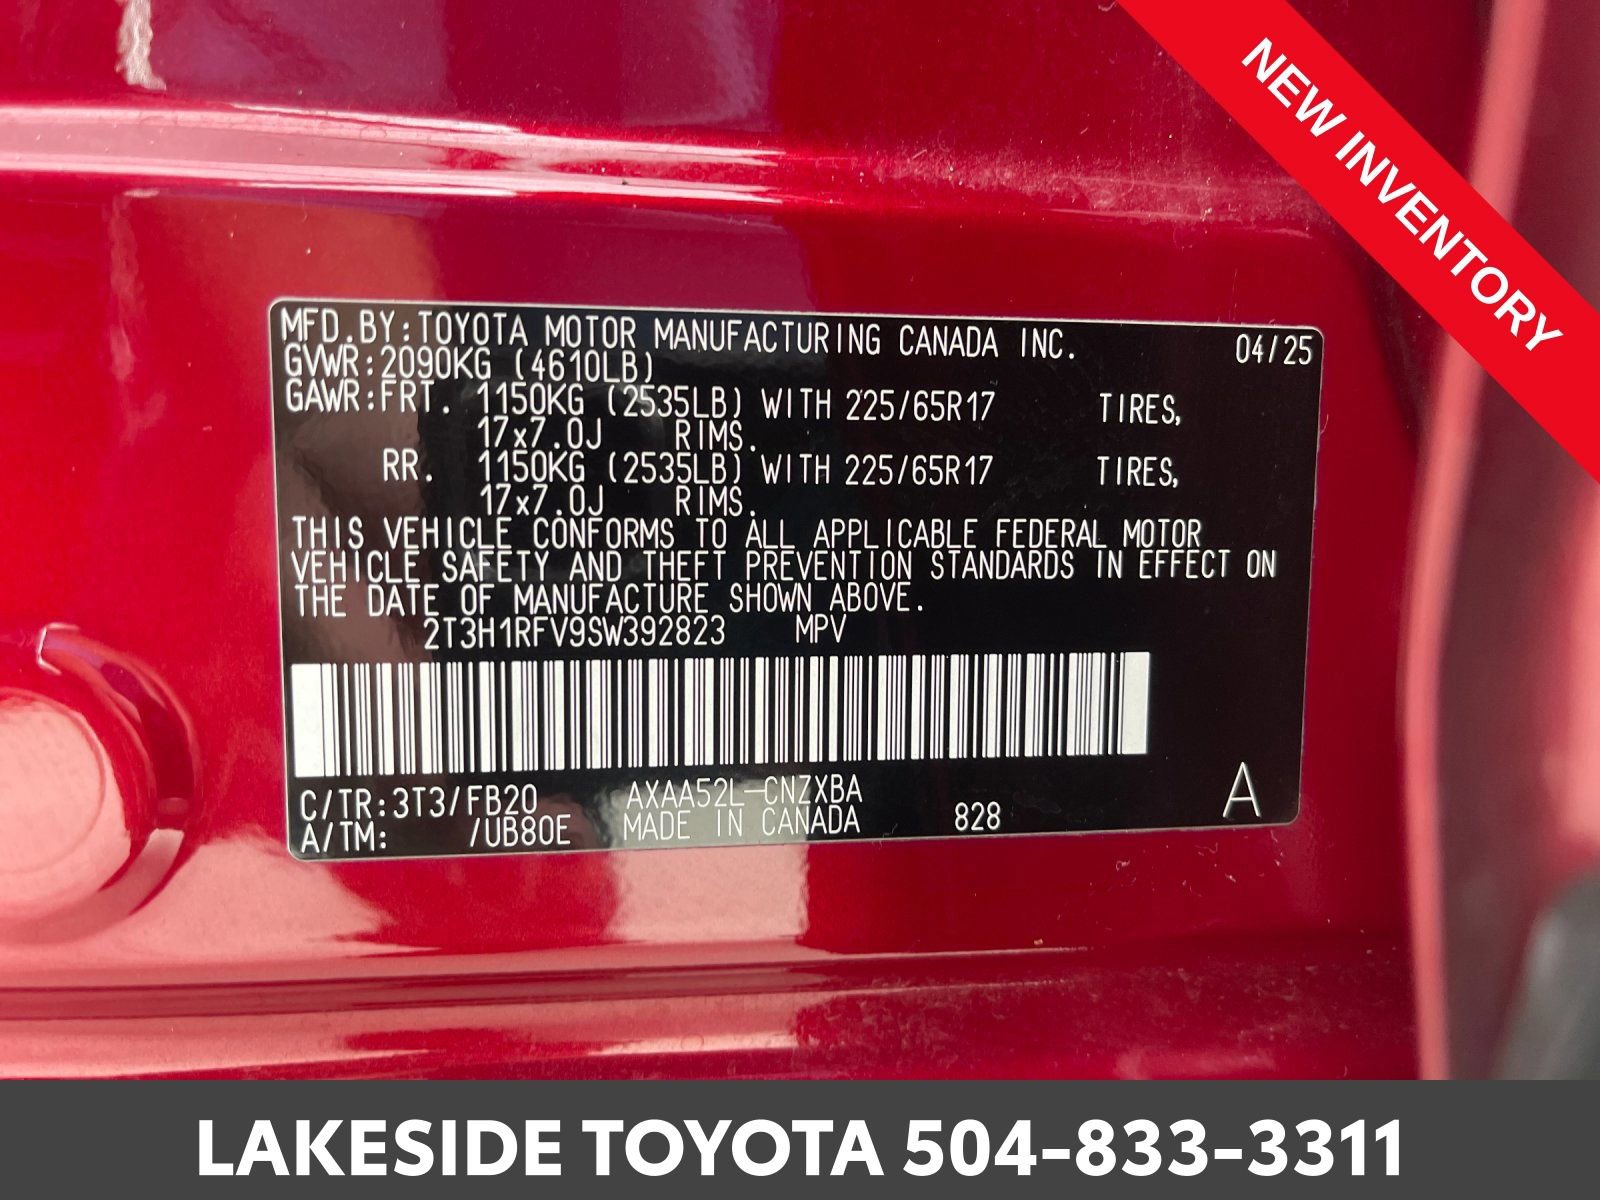 NEW INVENTORY
MFD.BY:TOYOTA MOTOR MANUFACTURING CANADA INC. 04/25
GVWR:2090KG (4610LB)
GAWR:FRT. 1150KG (2535LB) WITH 225/65R17 TIRES,
17x7.0J RIMS.
RR. 1150KG (2535LB) WITH 225/65R17 TIRES,
17x7.0J RIMS.
THIS VEHICLE CONFORMS TO ALL APPLICABLE FEDERAL MOTOR
VEHICLE SAFETY AND THEFT PREVENTION STANDARDS IN EFFECT ON
THE DATE OF MANUFACTURE SHOWN ABOVE.
2T3H1RFV9SW392823 MPV
C/TR:3T3/FB20 AXAA52L-CNZXBA
A/TM: /UB80E MADE IN CANADA 828 A
LAKESIDE TOYOTA 504-833-3311